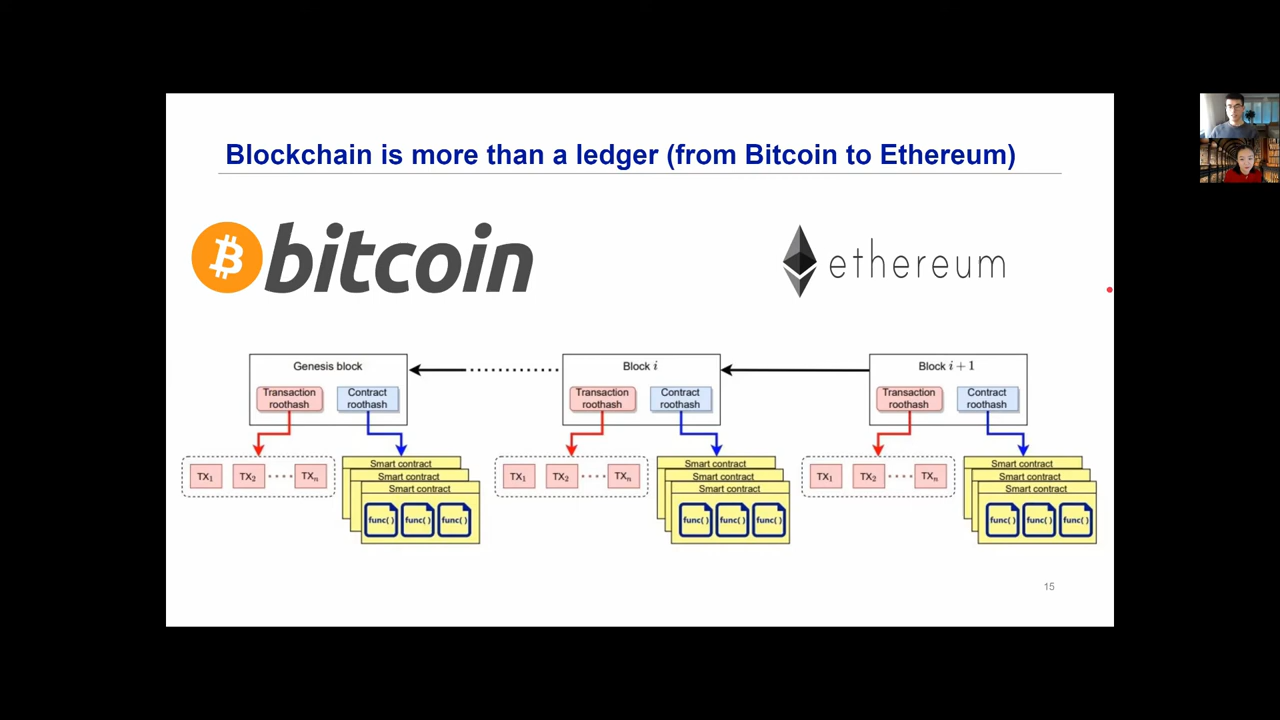 Blockchain is more than a ledger (from Bitcoin to Ethereum)
bitcoin
ethereum
Genesis block
Transaction
roothash
Contract
roothash
Block i
Transaction
roothash
Contract
roothash
Block i + 1
Transaction
roothash
Contract
roothash
TX₁ TX₂ ···· TXₙ
Smart contract
Smart contract
Smart contract
func( ) func( ) func( )
TX₁ TX₂ ···· TXₙ
Smart contract
Smart contract
Smart contract
func( ) func( ) func( )
TX₁ TX₂ ···· TXₙ
Smart contract
Smart contract
Smart contract
func( ) func( ) func( )
15